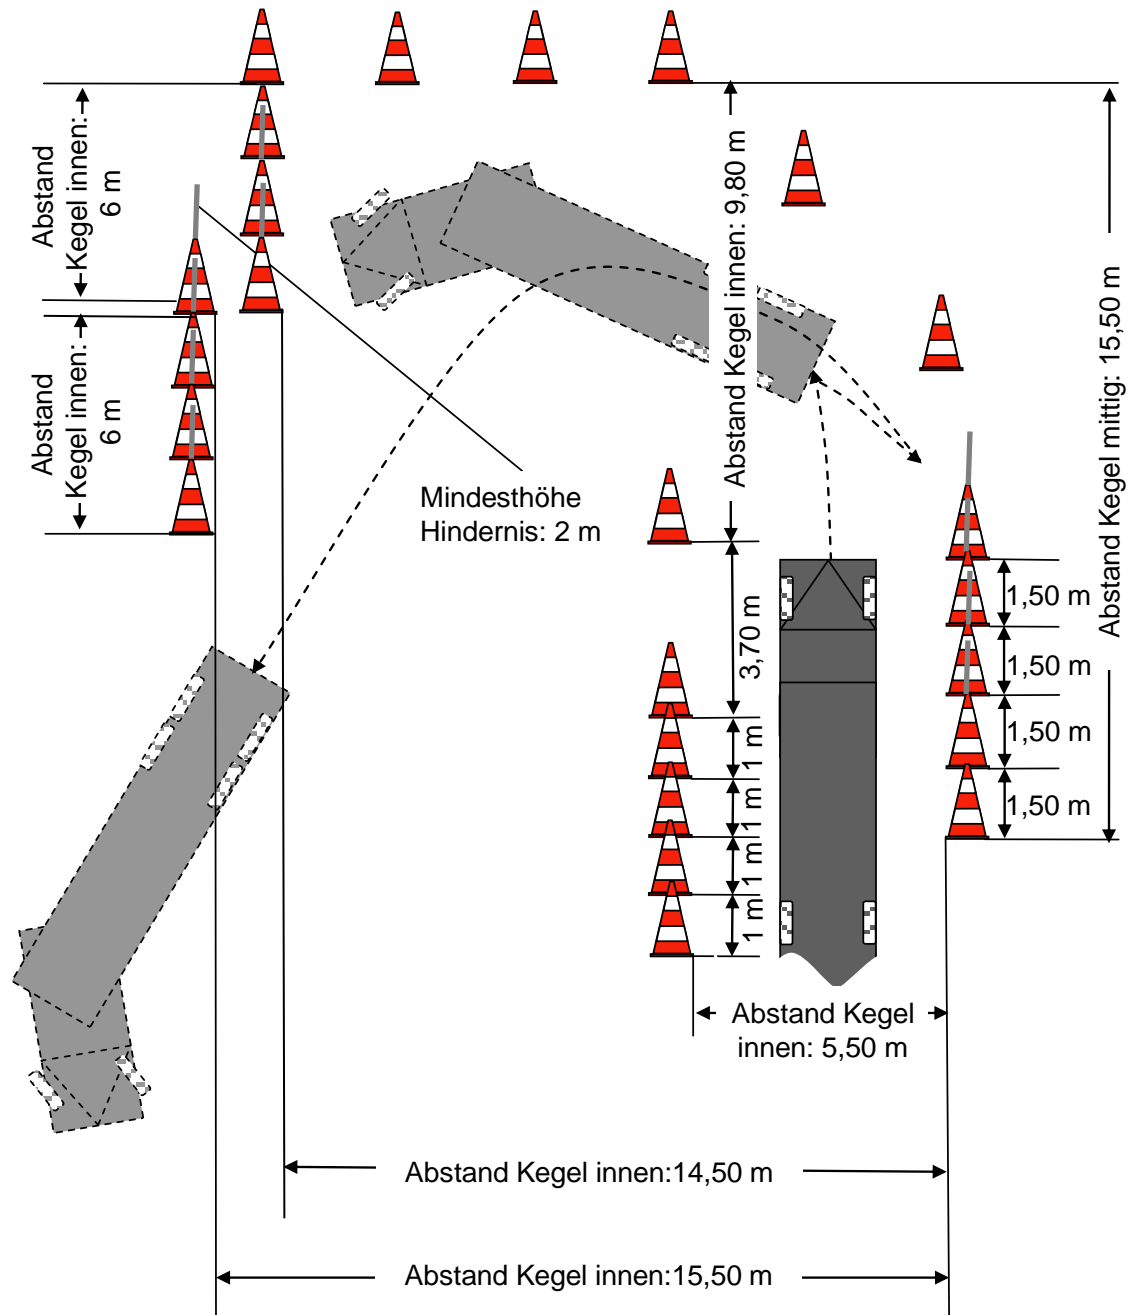 Abstand
Kegel innen:
6 m
Abstand
Kegel innen:
6 m
Abstand Kegel innen: 9,80 m
Abstand Kegel mittig: 15,50 m
Mindesthöhe
Hindernis: 2 m
3,70 m
1 m
1 m
1 m
1 m
1,50 m
1,50 m
1,50 m
1,50 m
Abstand Kegel
innen: 5,50 m
Abstand Kegel innen:14,50 m
Abstand Kegel innen:15,50 m